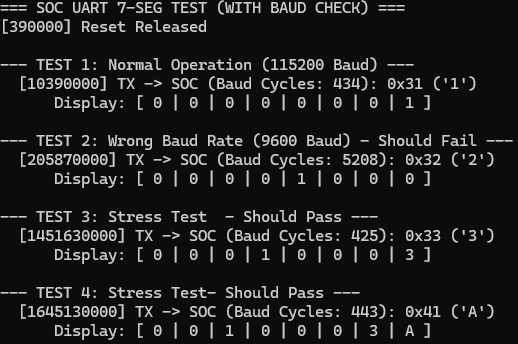 === SOC UART 7-SEG TEST (WITH BAUD CHECK) ===
[390000] Reset Released
--- TEST 1: Normal Operation (115200 Baud) ---
[10390000] TX -> SOC (Baud Cycles: 434): 0x31 ('1')
Display: [ 0 | 0 | 0 | 0 | 0 | 0 | 0 | 1 ]
--- TEST 2: Wrong Baud Rate (9600 Baud) - Should Fail ---
[205870000] TX -> SOC (Baud Cycles: 5208): 0x32 ('2')
Display: [ 0 | 0 | 0 | 0 | 1 | 0 | 0 | 0 ]
--- TEST 3: Stress Test  - Should Pass ---
[1451630000] TX -> SOC (Baud Cycles: 425): 0x33 ('3')
Display: [ 0 | 0 | 0 | 1 | 0 | 0 | 0 | 3 ]
--- TEST 4: Stress Test- Should Pass ---
[1645130000] TX -> SOC (Baud Cycles: 443): 0x41 ('A')
Display: [ 0 | 0 | 1 | 0 | 0 | 0 | 3 | A ]